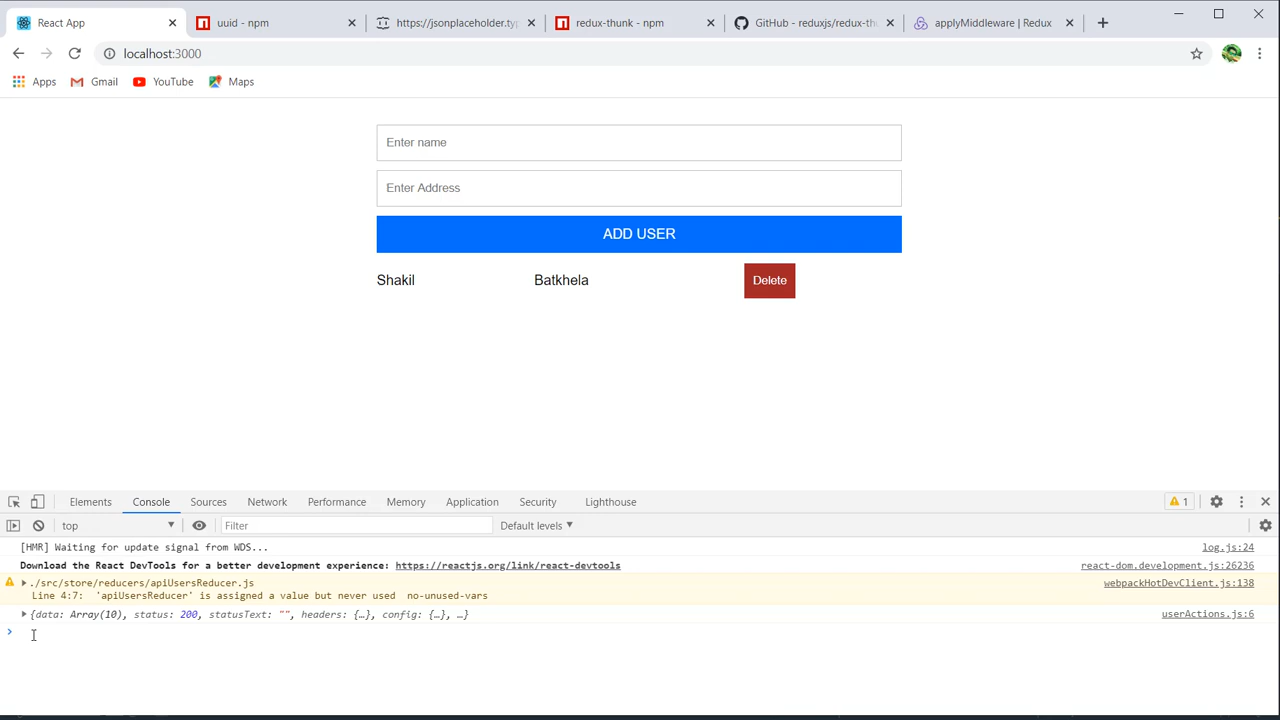 React App
uuid - npm
https://jsonplaceholder.typ
redux-thunk - npm
GitHub - reduxjs/redux-thu
applyMiddleware | Redux
localhost:3000
Apps
Gmail
YouTube
Maps
Enter name
Enter Address
ADD USER
Shakil Batkhela Delete
Elements Console Sources Network Performance Memory Application Security Lighthouse 1
top Filter Default levels
[HMR] Waiting for update signal from WDS... log.js:24
Download the React DevTools for a better development experience: https://reactjs.org/link/react-devtools react-dom.development.js:26236
./src/store/reducers/apiUsersReducer.js webpackHotDevClient.js:138
Line 4:7: 'apiUsersReducer' is assigned a value but never used no-unused-vars
{data: Array(10), status: 200, statusText: "", headers: {…}, config: {…}, …} userActions.js:6